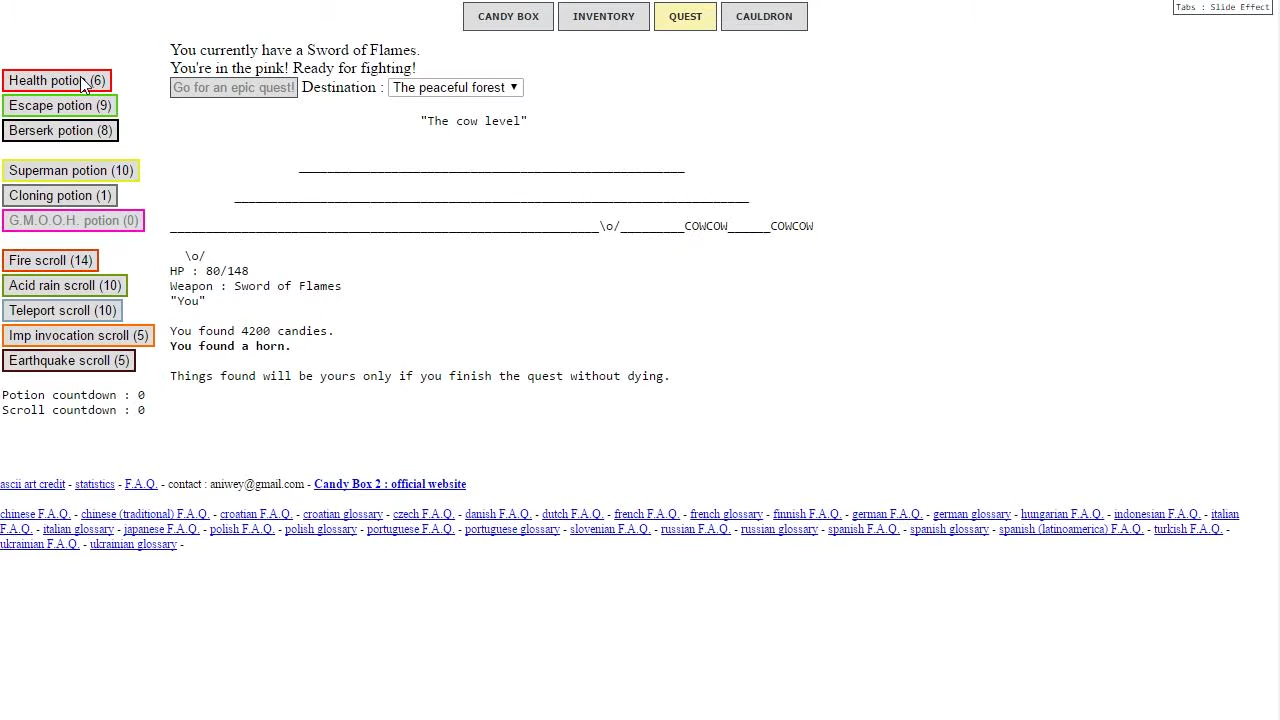 CANDY BOX INVENTORY QUEST CAULDRON
Tabs : Slide Effect
You currently have a Sword of Flames.
You're in the pink! Ready for fighting!
Go for an epic quest! Destination : The peaceful forest ▼
Health potion (6)
Escape potion (9)
Berserk potion (8)
Superman potion (10)
Cloning potion (1)
G.M.O.O.H. potion (0)
Fire scroll (14)
Acid rain scroll (10)
Teleport scroll (10)
Imp invocation scroll (5)
Earthquake scroll (5)
Potion countdown : 0
Scroll countdown : 0
"The cow level"
______________________________________________________
________________________________________________________________________
____________________________________________________________\o/_________COWCOW______COWCOW
\o/
HP : 80/148
Weapon : Sword of Flames
"You"
You found 4200 candies.
You found a horn.
Things found will be yours only if you finish the quest without dying.
ascii art credit - statistics - F.A.Q. - contact : aniwey@gmail.com - Candy Box 2 : official website
chinese F.A.Q. - chinese (traditional) F.A.Q. - croatian F.A.Q. - croatian glossary - czech F.A.Q. - danish F.A.Q. - dutch F.A.Q. - french F.A.Q. - french glossary - finnish F.A.Q. - german F.A.Q. - german glossary - hungarian F.A.Q. - indonesian F.A.Q. - italian
F.A.Q. - italian glossary - japanese F.A.Q. - polish F.A.Q. - polish glossary - portuguese F.A.Q. - portuguese glossary - slovenian F.A.Q. - russian F.A.Q. - russian glossary - spanish F.A.Q. - spanish glossary - spanish (latinoamerica) F.A.Q. - turkish F.A.Q. -
ukrainian F.A.Q. - ukrainian glossary -